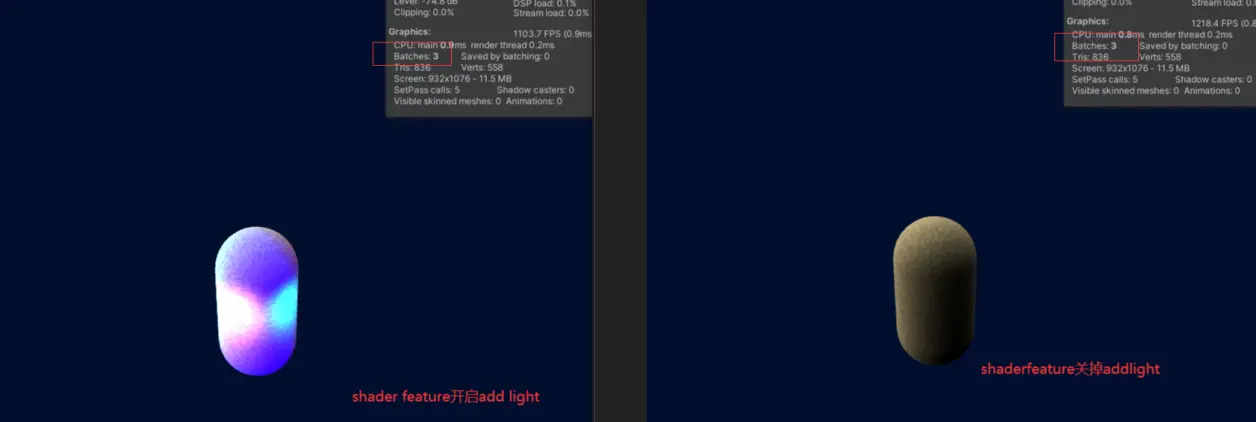 Level: -74.8 dB
DSP load: 0.1%
Clipping: 0.0%
Stream load: 0.0%
Graphics:
1103.7 FPS (0.9ms
CPU: main 0.9ms render thread 0.2ms
Batches: 3
Saved by batching: 0
Tris: 836
Verts: 558
Screen: 932x1076 - 11.5 MB
SetPass calls: 5
Shadow casters: 0
Visible skinned meshes: 0 Animations: 0
shader feature开启add light
Clipping: 0.0%
Stream load: 0.0
Graphics:
1218.4 FPS (0.8
CPU: main 0.8ms render thread 0.2ms
Batches: 3
Saved by batching: 0
Tris: 836
Verts: 558
Screen: 932x1076 - 11.5 MB
SetPass calls: 5
Shadow casters: 0
Visible skinned meshes: 0 Animations: 0
shaderfeature关掉addlight